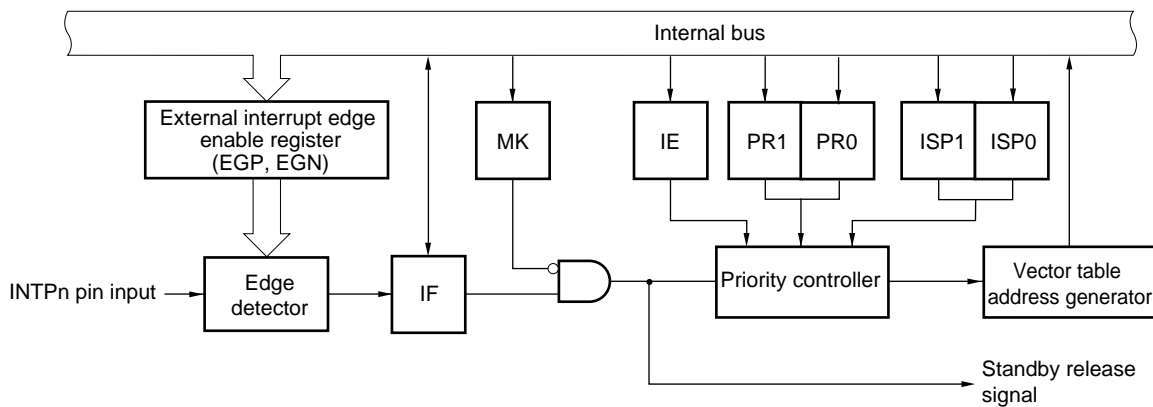 Internal bus
External interrupt edge
enable register
(EGP, EGN)
MK
IE
PR1
PR0
ISP1
ISP0
INTPn pin input
Edge
detector
IF
Priority controller
Vector table
address generator
Standby release
signal